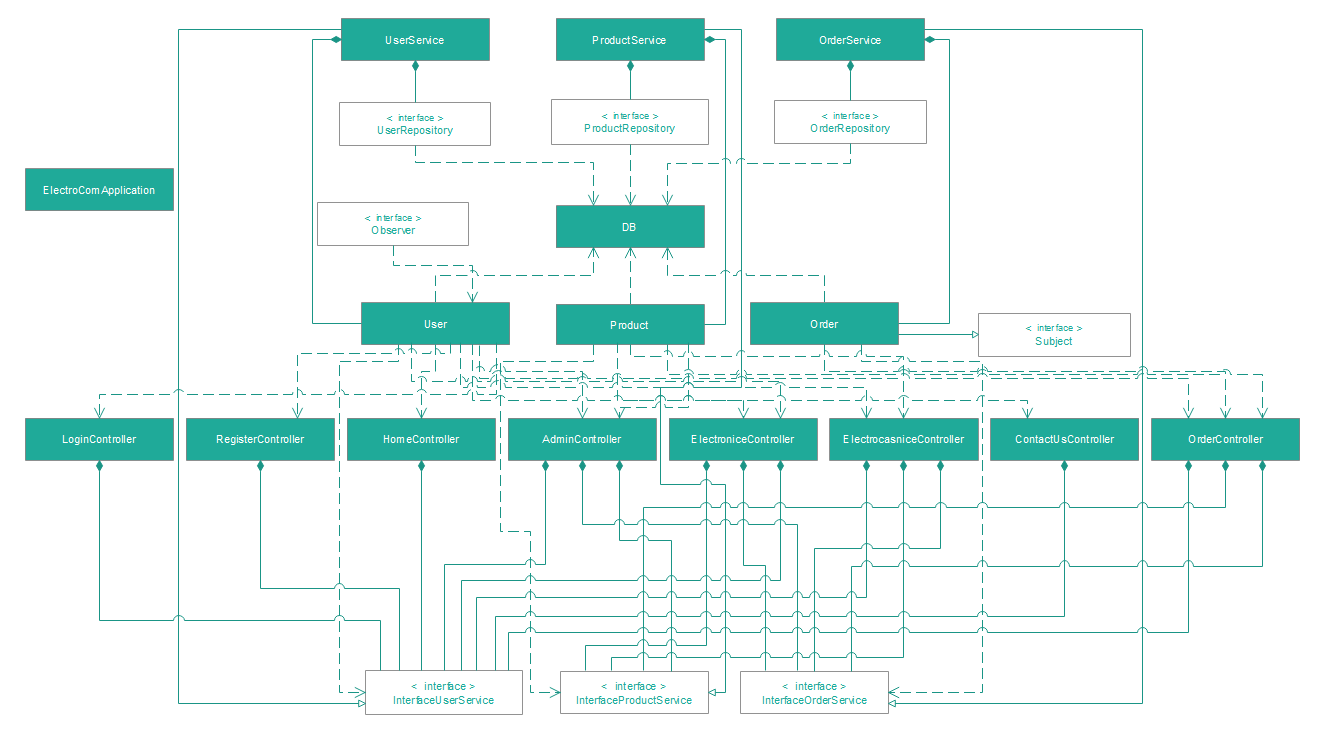 UserService
ProductService
OrderService
< interface >
UserRepository
< interface >
ProductRepository
< interface >
OrderRepository
ElectroComApplication
< interface >
Observer
DB
User
Product
Order
< interface >
Subject
LoginController
RegisterController
HomeController
AdminController
ElectroniceController
ElectrocasniceController
ContactUsController
OrderController
< interface >
InterfaceUserService
< interface >
InterfaceProductService
< interface >
InterfaceOrderService